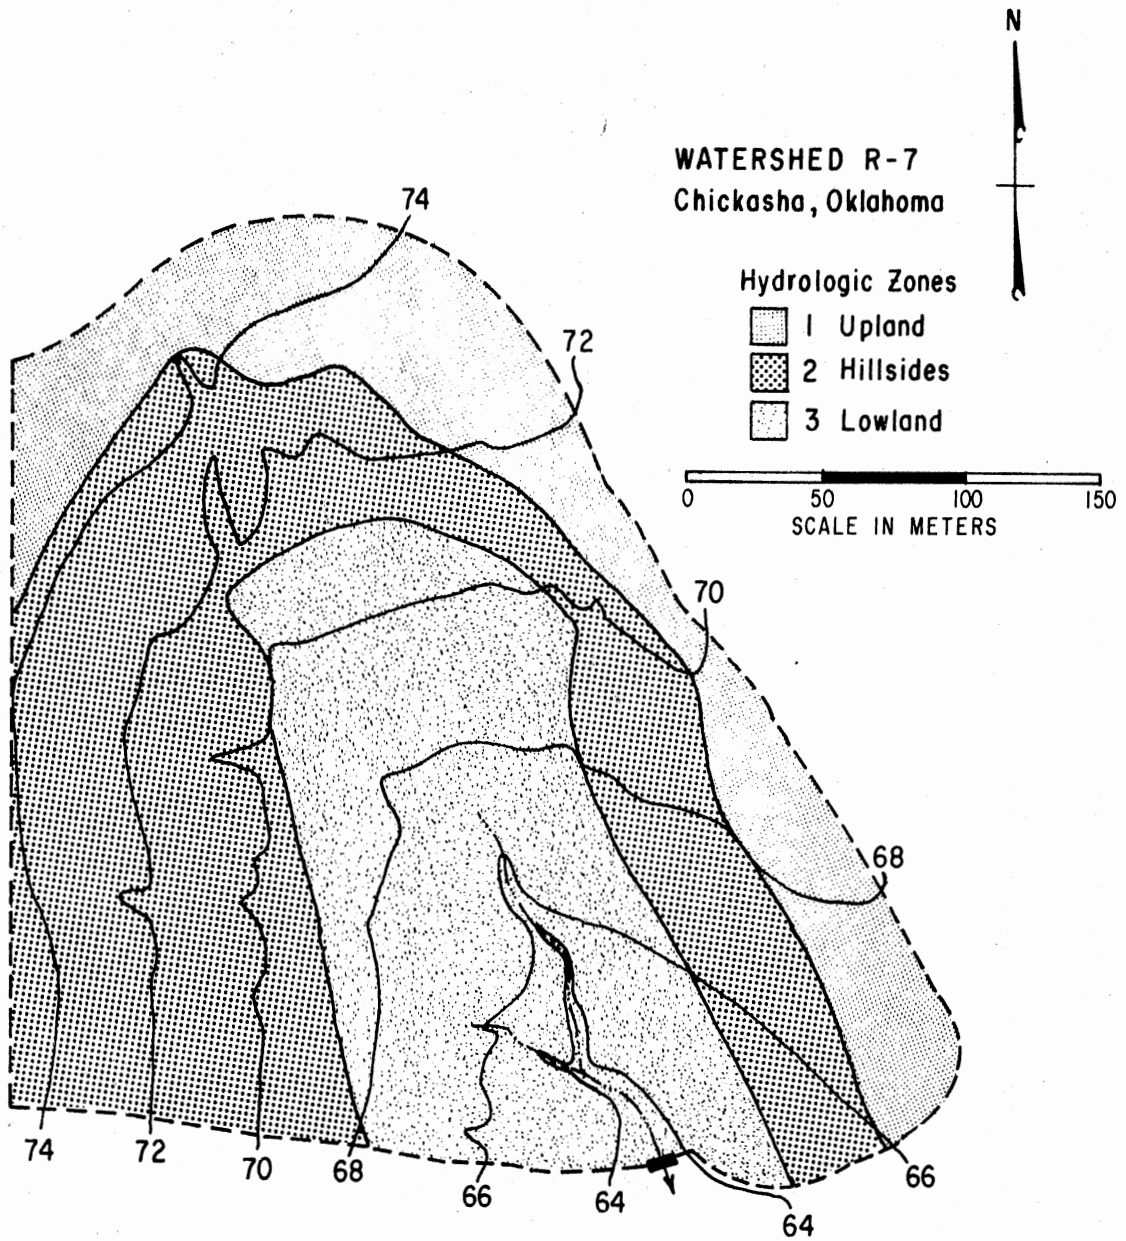 N
WATERSHED R-7
Chickasha, Oklahoma
74
Hydrologic Zones
1 Upland
72
2 Hillsides
3 Lowland
0 50 100 150
SCALE IN METERS
70
68
74 72 70 68 66 64 64 66